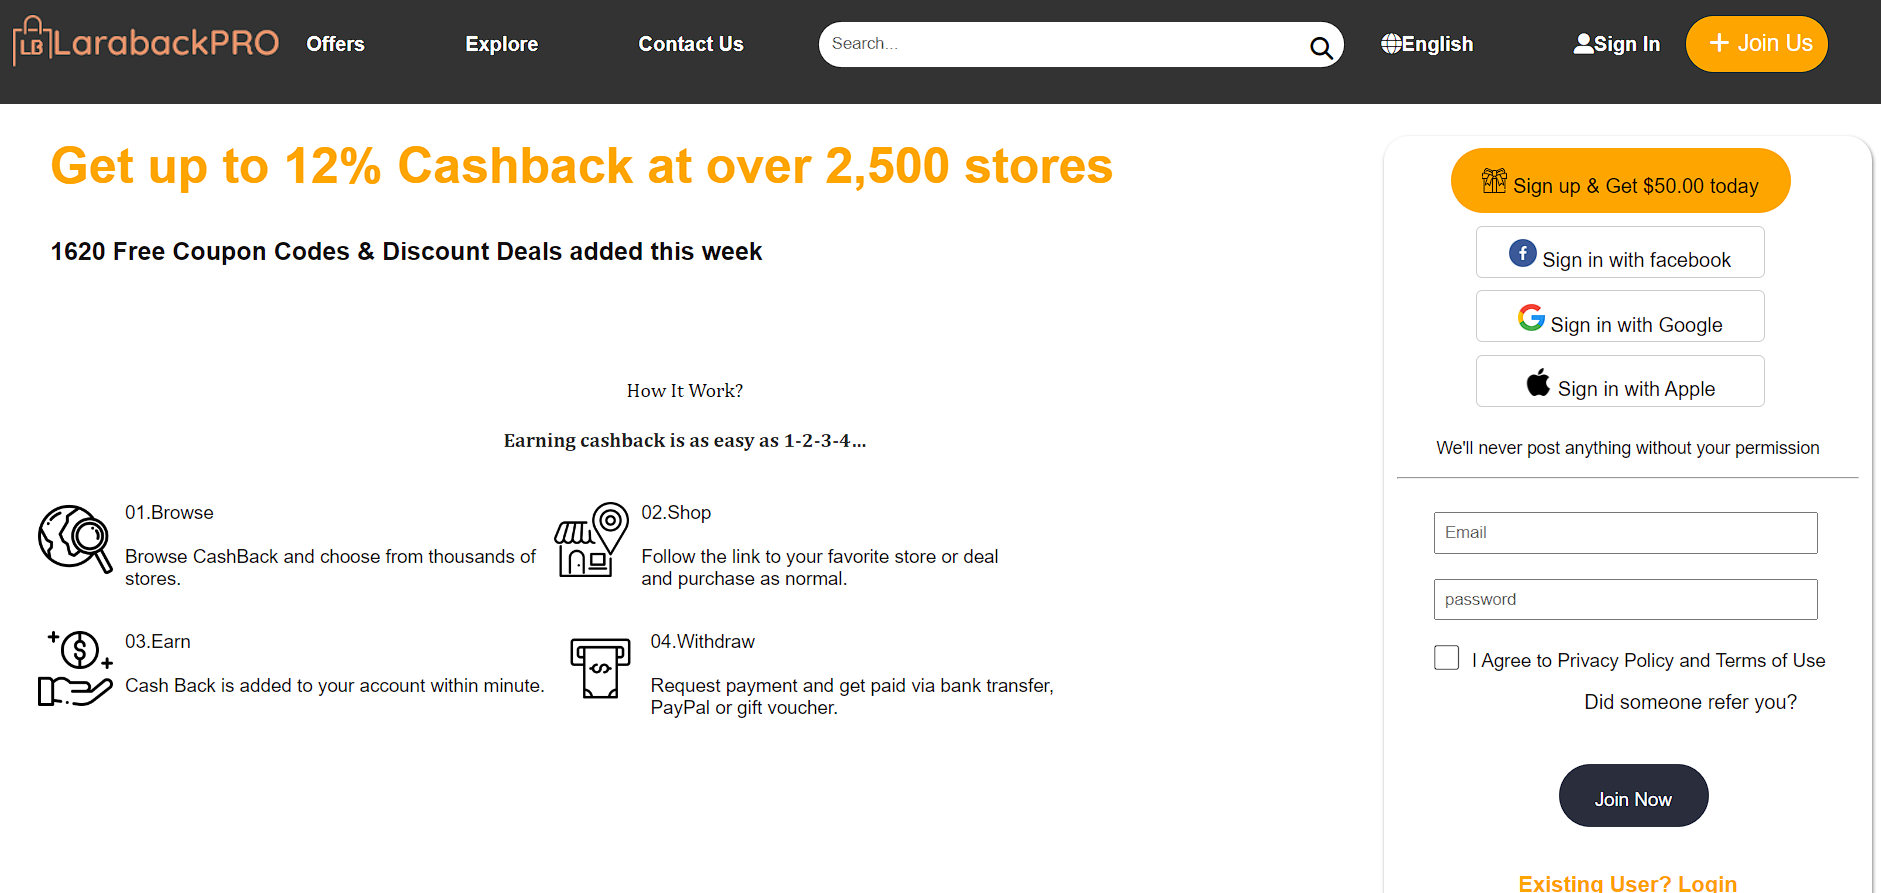 LB LarabackPRO
Offers
Explore
Contact Us
Search...
English
Sign In
+ Join Us
Get up to 12% Cashback at over 2,500 stores
1620 Free Coupon Codes & Discount Deals added this week
How It Work?
Earning cashback is as easy as 1-2-3-4...
01.Browse
Browse CashBack and choose from thousands of
stores.
02.Shop
Follow the link to your favorite store or deal
and purchase as normal.
03.Earn
Cash Back is added to your account within minute.
04.Withdraw
Request payment and get paid via bank transfer,
PayPal or gift voucher.
Sign up & Get $50.00 today
Sign in with facebook
Sign in with Google
Sign in with Apple
We'll never post anything without your permission
Email
password
I Agree to Privacy Policy and Terms of Use
Did someone refer you?
Join Now
Existing User? Login